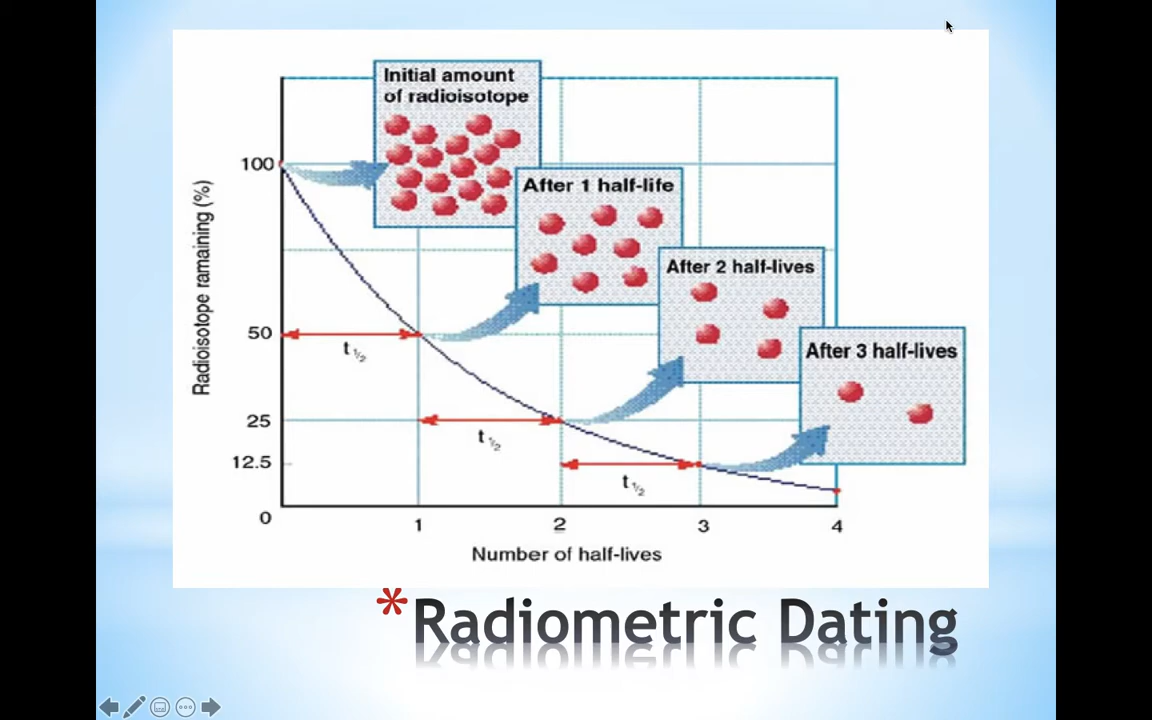 Initial amount
of radioisotope
After 1 half-life
After 2 half-lives
After 3 half-lives
Radioisotope ramaining (%)
100
50
25
12.5
0
t ½
t ½
t ½
1 2 3 4
Number of half-lives
* Radiometric Dating